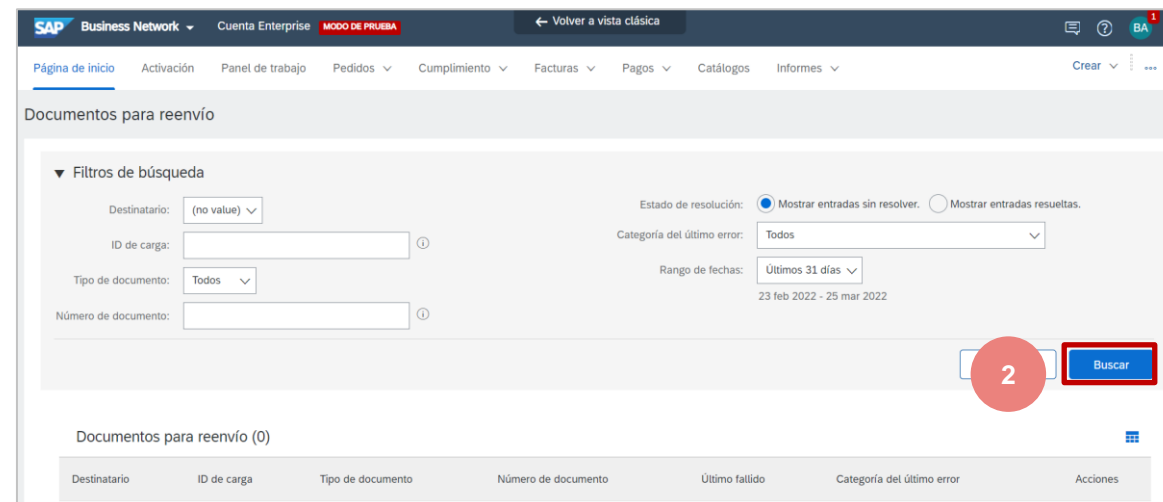 SAP Business Network Cuenta Enterprise MODO DE PRUEBA ← Volver a vista clásica BA 1
Página de inicio Activación Panel de trabajo Pedidos Cumplimiento Facturas Pagos Catálogos Informes Crear
Documentos para reenvío
Filtros de búsqueda
Destinatario: (no value)
ID de carga:
Tipo de documento: Todos
Número de documento:
Estado de resolución: Mostrar entradas sin resolver. Mostrar entradas resueltas.
Categoría del último error: Todos
Rango de fechas: Últimos 31 días
23 feb 2022 - 25 mar 2022
2 Buscar
Documentos para reenvío (0)
Destinatario ID de carga Tipo de documento Número de documento Último fallido Categoría del último error Acciones